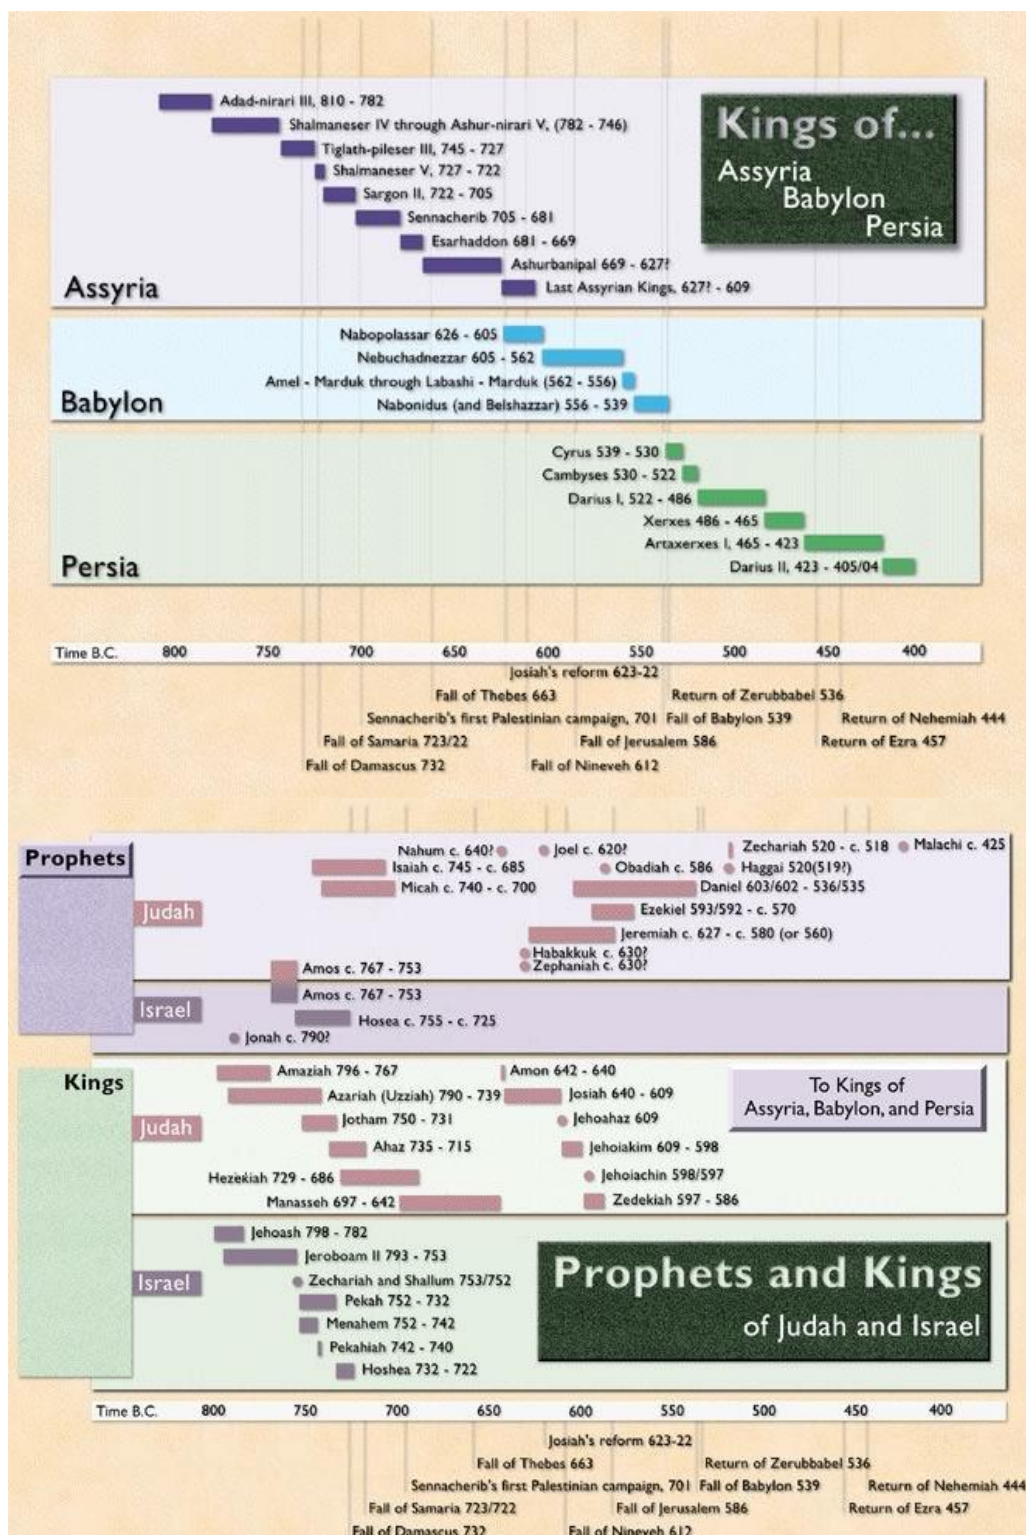 Kings of...
Assyria
Babylon
Persia
Adad-nirari III, 810 - 782
Shalmaneser IV through Ashur-nirari V, (782 - 746)
Tiglath-pileser III, 745 - 727
Shalmaneser V, 727 - 722
Sargon II, 722 - 705
Sennacherib 705 - 681
Esarhaddon 681 - 669
Ashurbanipal 669 - 627?
Last Assyrian Kings, 627? - 609
Assyria
Nabopolassar 626 - 605
Nebuchadnezzar 605 - 562
Amel - Marduk through Labashi - Marduk (562 - 556)
Nabonidus (and Belshazzar) 556 - 539
Babylon
Cyrus 539 - 530
Cambyses 530 - 522
Darius I, 522 - 486
Xerxes 486 - 465
Artaxerxes I, 465 - 423
Darius II, 423 - 405/04
Persia
Time B.C. 800 750 700 650 600 550 500 450 400
Josiah's reform 623-22
Fall of Thebes 663 Return of Zerubbabel 536
Sennacherib's first Palestinian campaign, 701 Fall of Babylon 539 Return of Nehemiah 444
Fall of Samaria 723/22 Fall of Jerusalem 586 Return of Ezra 457
Fall of Damascus 732 Fall of Nineveh 612
Prophets
Judah
Nahum c. 640? Joel c. 620? Zechariah 520 - c. 518 Malachi c. 425
Isaiah c. 745 - c. 685 Obadiah c. 586 Haggai 520(519?)
Micah c. 740 - c. 700 Daniel 603/602 - 536/535
Ezekiel 593/592 - c. 570
Jeremiah c. 627 - c. 580 (or 560)
Habakkuk c. 630?
Zephaniah c. 630?
Amos c. 767 - 753
Israel
Amos c. 767 - 753
Hosea c. 755 - c. 725
Jonah c. 790?
Kings
Judah
Amaziah 796 - 767 Amon 642 - 640
Azariah (Uzziah) 790 - 739 Josiah 640 - 609
Jotham 750 - 731 Jehoahaz 609
Ahaz 735 - 715 Jehoiakim 609 - 598
Hezekiah 729 - 686 Jehoiachin 598/597
Manasseh 697 - 642 Zedekiah 597 - 586
To Kings of
Assyria, Babylon, and Persia
Israel
Jehoash 798 - 782
Jeroboam II 793 - 753
Zechariah and Shallum 753/752
Pekah 752 - 732
Menahem 752 - 742
Pekahiah 742 - 740
Hoshea 732 - 722
Prophets and Kings
of Judah and Israel
Time B.C. 800 750 700 650 600 550 500 450 400
Josiah's reform 623-22
Fall of Thebes 663 Return of Zerubbabel 536
Sennacherib's first Palestinian campaign, 701 Fall of Babylon 539 Return of Nehemiah 444
Fall of Samaria 723/722 Fall of Jerusalem 586 Return of Ezra 457
Fall of Damascus 732 Fall of Nineveh 612